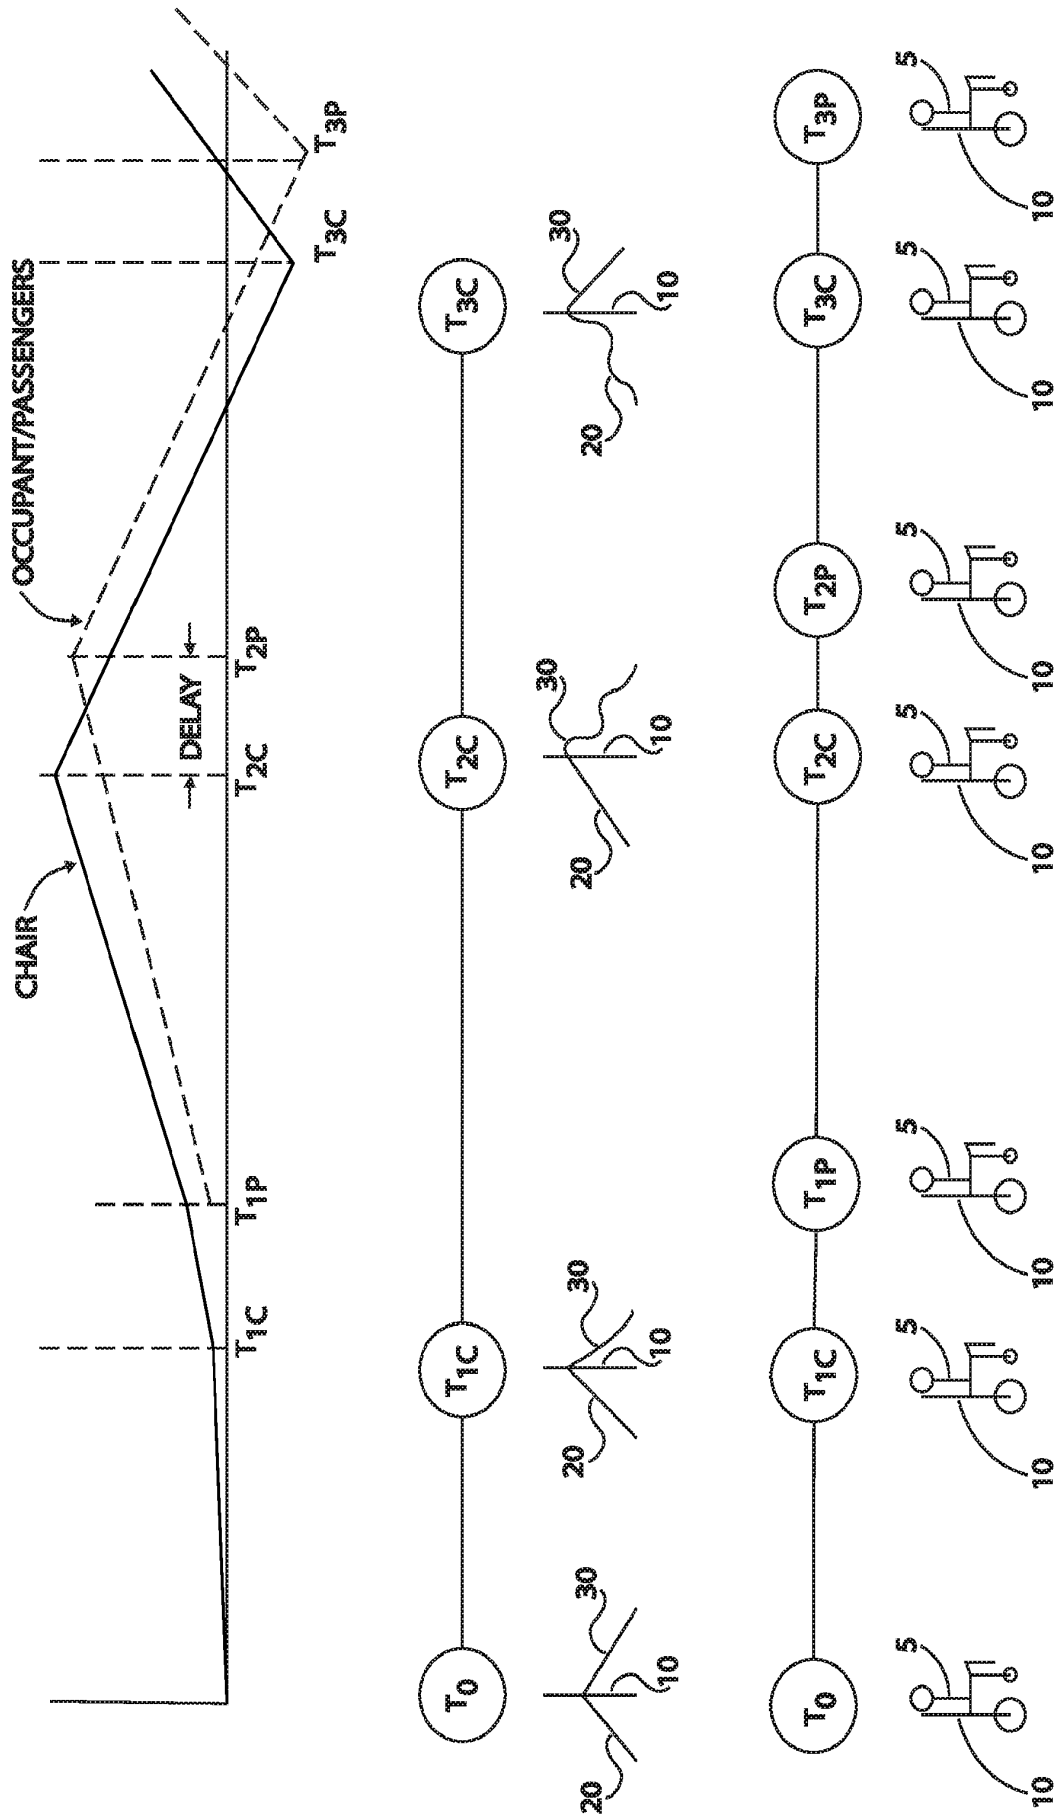 OCCUPANT/PASSENGERS
CHAIR
DELAY
T1C T1P T2C T2P T3C T3P
T0 T1C T2C T3C
20 30 20 30 20 30 20 30
10 10 10 10
T0 T1C T1P T2C T2P T3C T3P
5 5 5 5 5 5 5
10 10 10 10 10 10 10